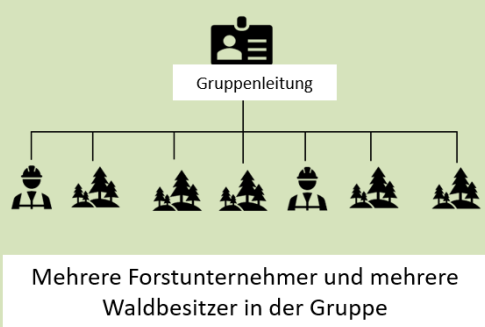 Gruppenleitung
Mehrere Forstunternehmer und mehrere
Waldbesitzer in der Gruppe